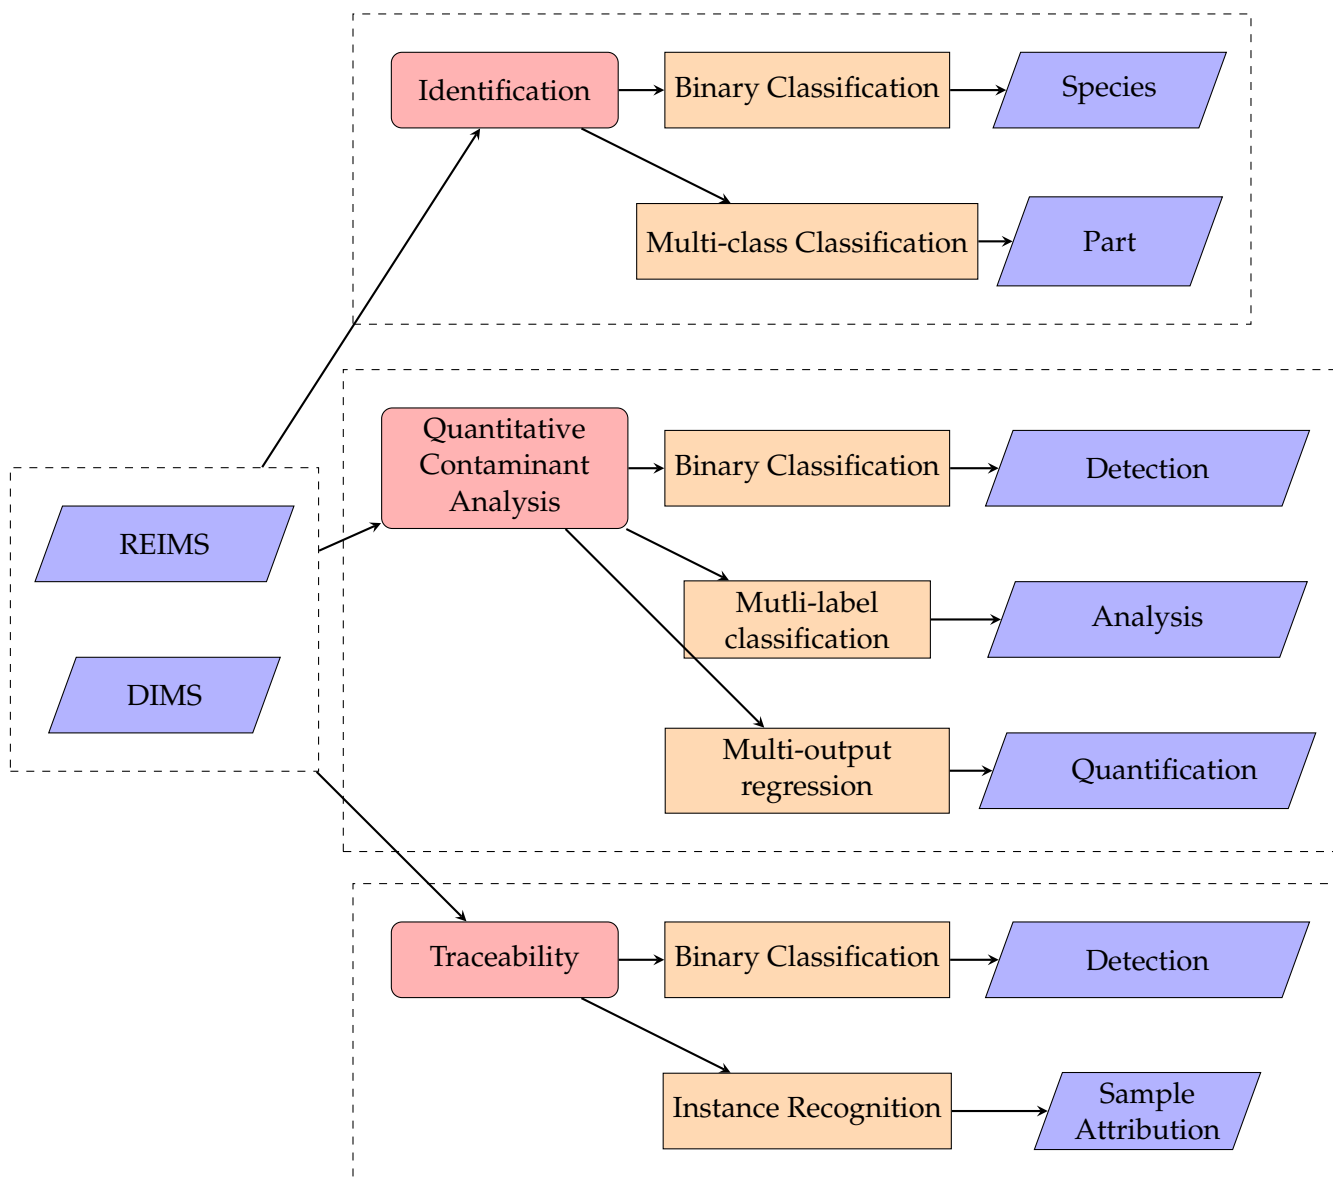 Identification
Binary Classification
Species
Multi-class Classification
Part
Quantitative
Contaminant
Analysis
Binary Classification
Detection
REIMS
Mutli-label
classification
Analysis
DIMS
Multi-output
regression
Quantification
Traceability
Binary Classification
Detection
Instance Recognition
Sample
Attribution